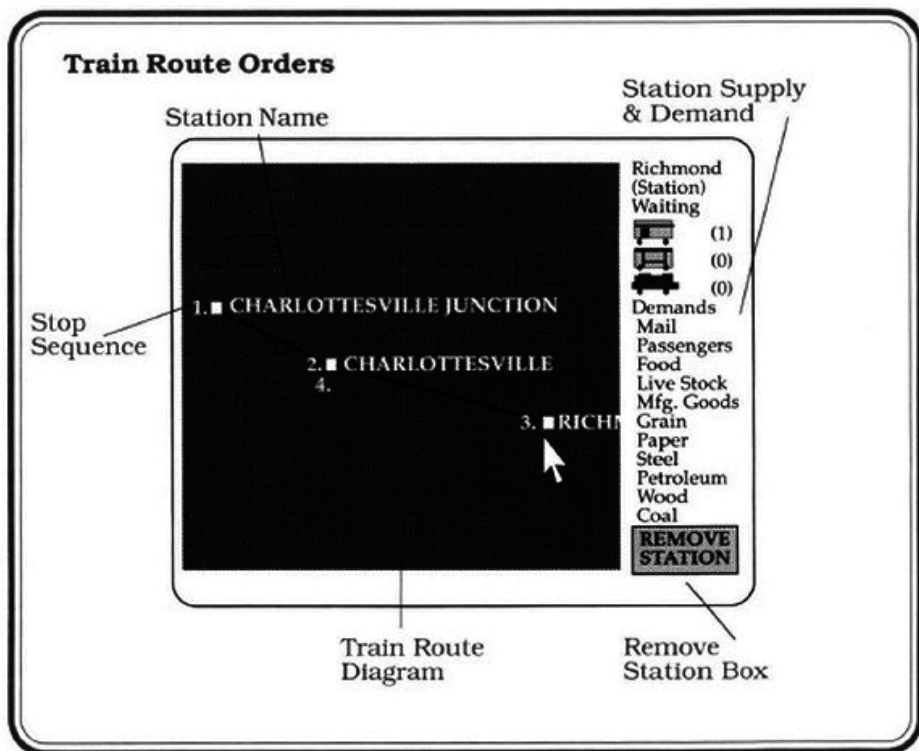 Train Route Orders
Station Name
Station Supply
& Demand
Richmond
(Station)
Waiting
(1)
(0)
(0)
Demands
Mail
Passengers
Food
Live Stock
Mfg. Goods
Grain
Paper
Steel
Petroleum
Wood
Coal
REMOVE
STATION
1. CHARLOTTESVILLE JUNCTION
2. CHARLOTTESVILLE
4.
3. RICHM
Stop
Sequence
Train Route
Diagram
Remove
Station Box